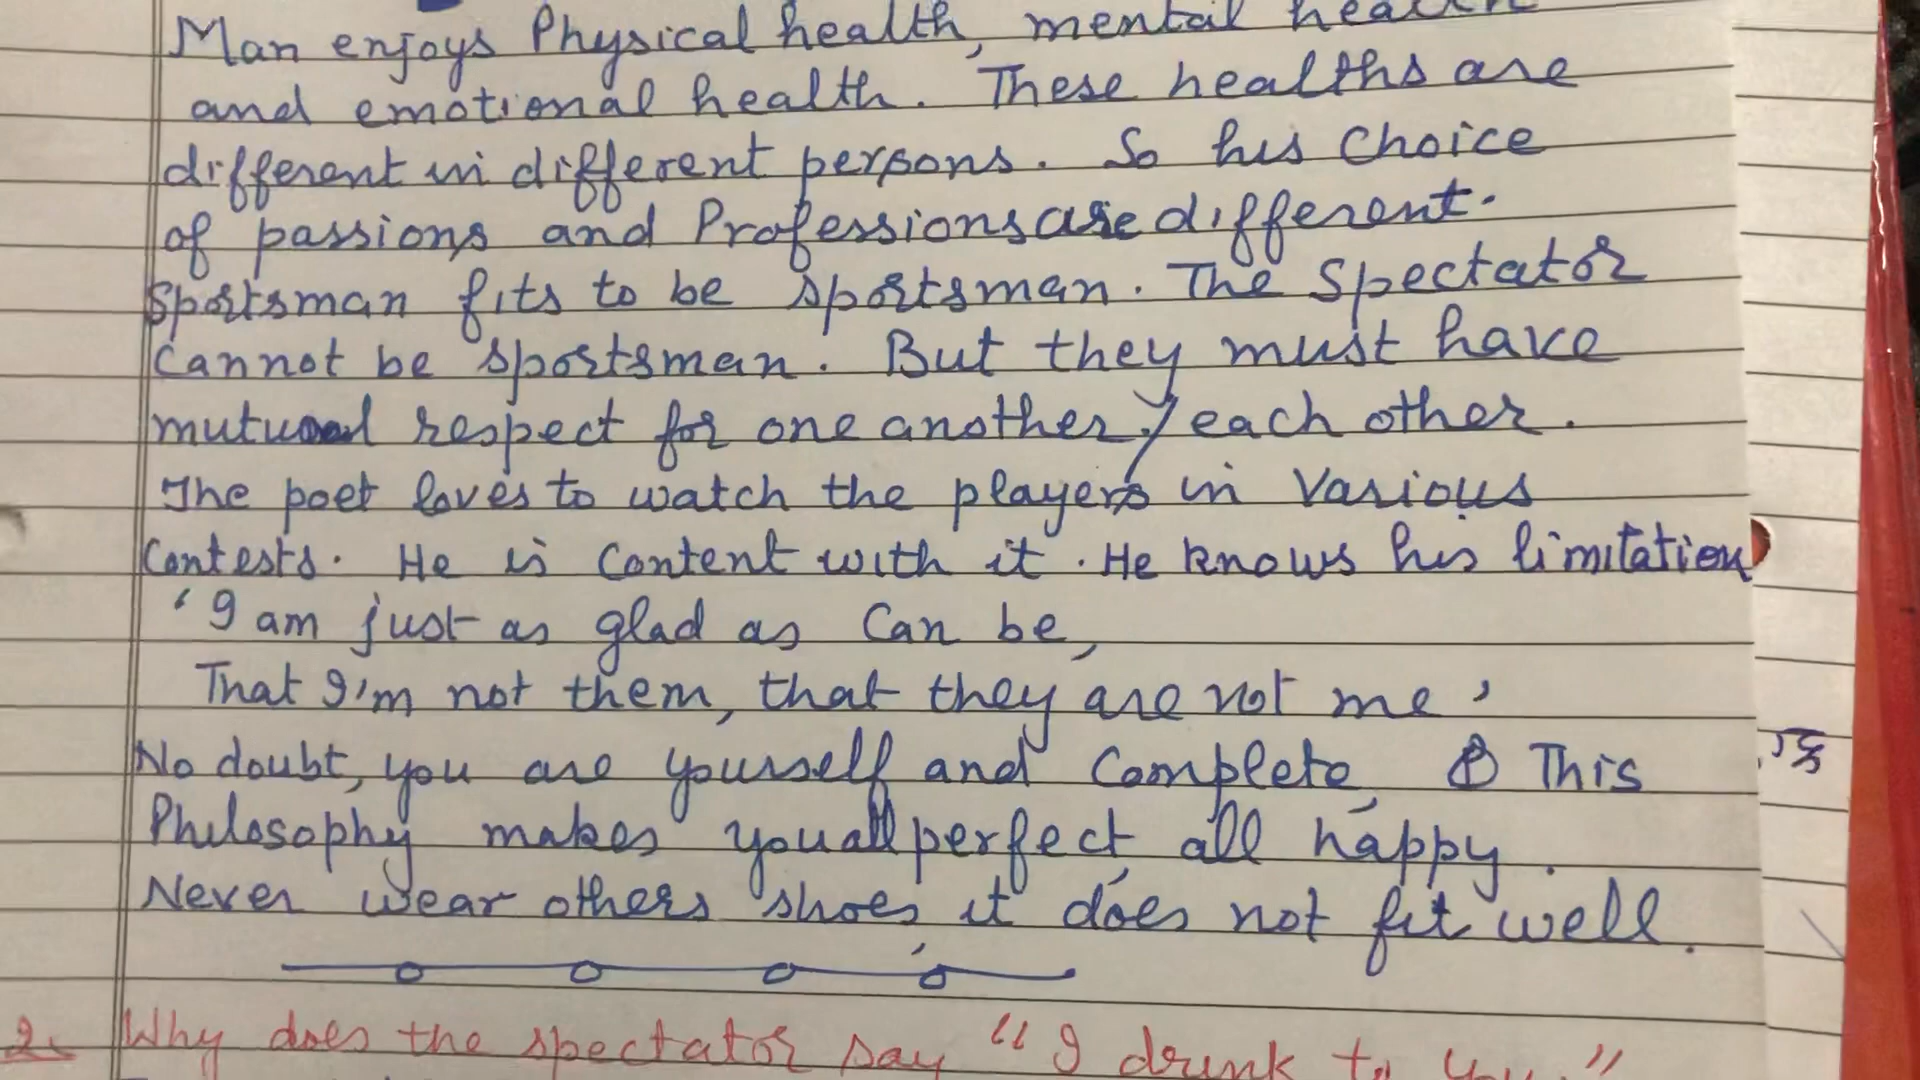 Man enjoys Physical health, mental health
and emotional health. These healths are
different in different persons. So his choice
of passions and Professions are different.
Sportsman fits to be sportsman. The Spectator
Cannot be sportsman. But they must have
mutual respect for one another / each other.
The poet loves to watch the players in Various
Contests. He is Content with it. He knows his limitation
'I am just as glad as Can be,
That I'm not them, that they are not me'
No doubt, you are yourself and Complete, This
Philosophy makes you all perfect, all happy.
Never wear others shoes, it does not fit well.
2. Why does the spectator say "I drink to you."